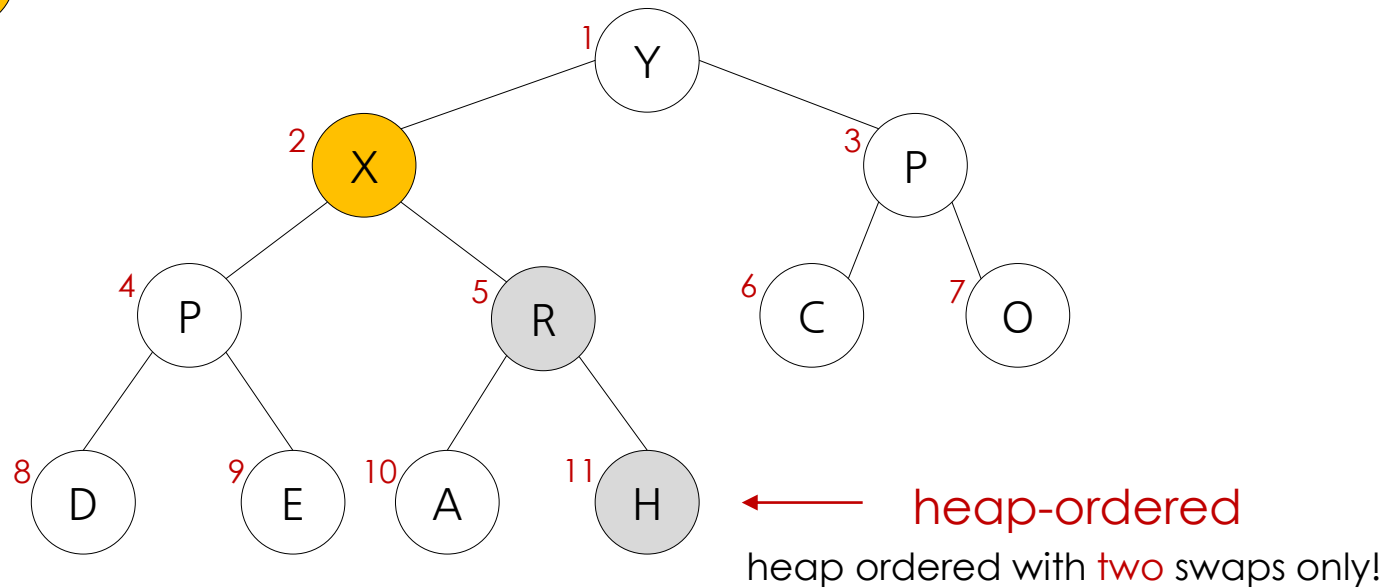 1 Y
2 X 3 P
4 P 5 R 6 C 7 O
8 D 9 E 10 A 11 H
heap-ordered
heap ordered with two swaps only!